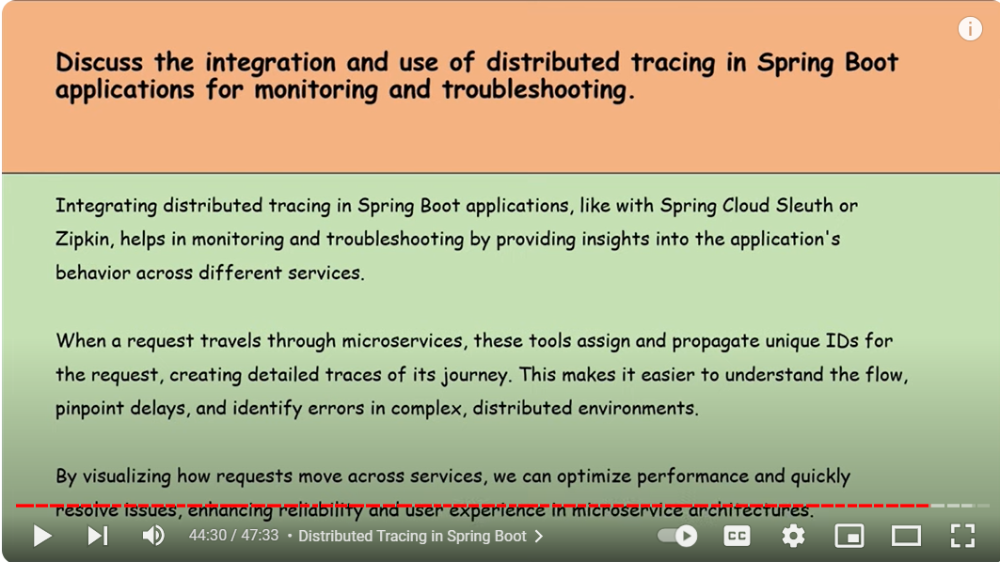 Discuss the integration and use of distributed tracing in Spring Boot
applications for monitoring and troubleshooting.
Integrating distributed tracing in Spring Boot applications, like with Spring Cloud Sleuth or
Zipkin, helps in monitoring and troubleshooting by providing insights into the application's
behavior across different services.
When a request travels through microservices, these tools assign and propagate unique IDs for
the request, creating detailed traces of its journey. This makes it easier to understand the flow,
pinpoint delays, and identify errors in complex, distributed environments.
By visualizing how requests move across services, we can optimize performance and quickly
resolve issues, enhancing reliability and user experience in microservice architectures.
44:30 / 47:33 • Distributed Tracing in Spring Boot
CC